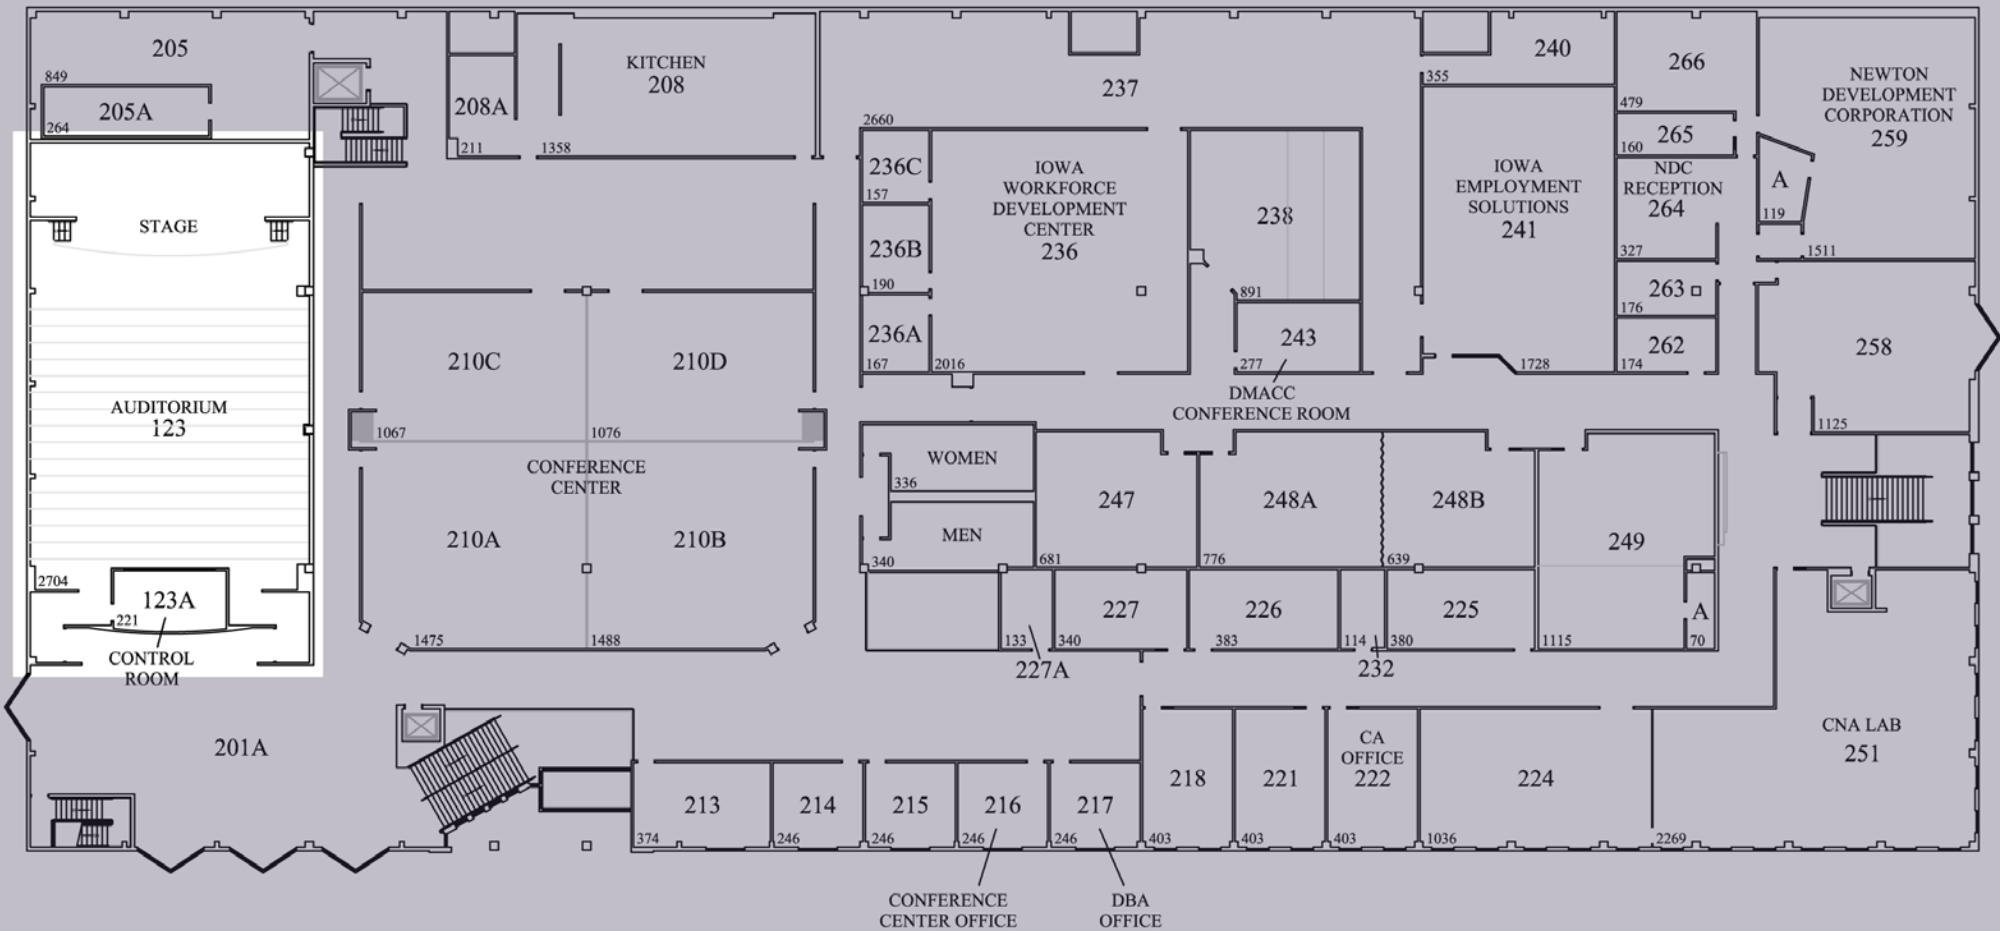 205
849
205A
264
208A
211
KITCHEN
208
1358
237
2660
240
355
266
479
265
160
NEWTON
DEVELOPMENT
CORPORATION
259
1511
A
119
NDC
RECEPTION
264
327
263
176
262
174
IOWA
EMPLOYMENT
SOLUTIONS
241
1728
238
891
243
277
DMACC
CONFERENCE ROOM
236C
157
236B
190
236A
167
IOWA
WORKFORCE
DEVELOPMENT
CENTER
236
2016
258
1125
STAGE
AUDITORIUM
123
2704
123A
221
CONTROL
ROOM
210C
1067
210D
1076
CONFERENCE
CENTER
210A
1475
210B
1488
WOMEN
336
MEN
340
247
681
248A
776
248B
639
249
1115
A
70
133
227A
227
340
226
383
114
232
225
380
201A
213
374
214
246
215
246
216
246
217
246
218
403
221
403
CA
OFFICE
222
403
224
1036
CNA LAB
251
2269
CONFERENCE
CENTER OFFICE
DBA
OFFICE